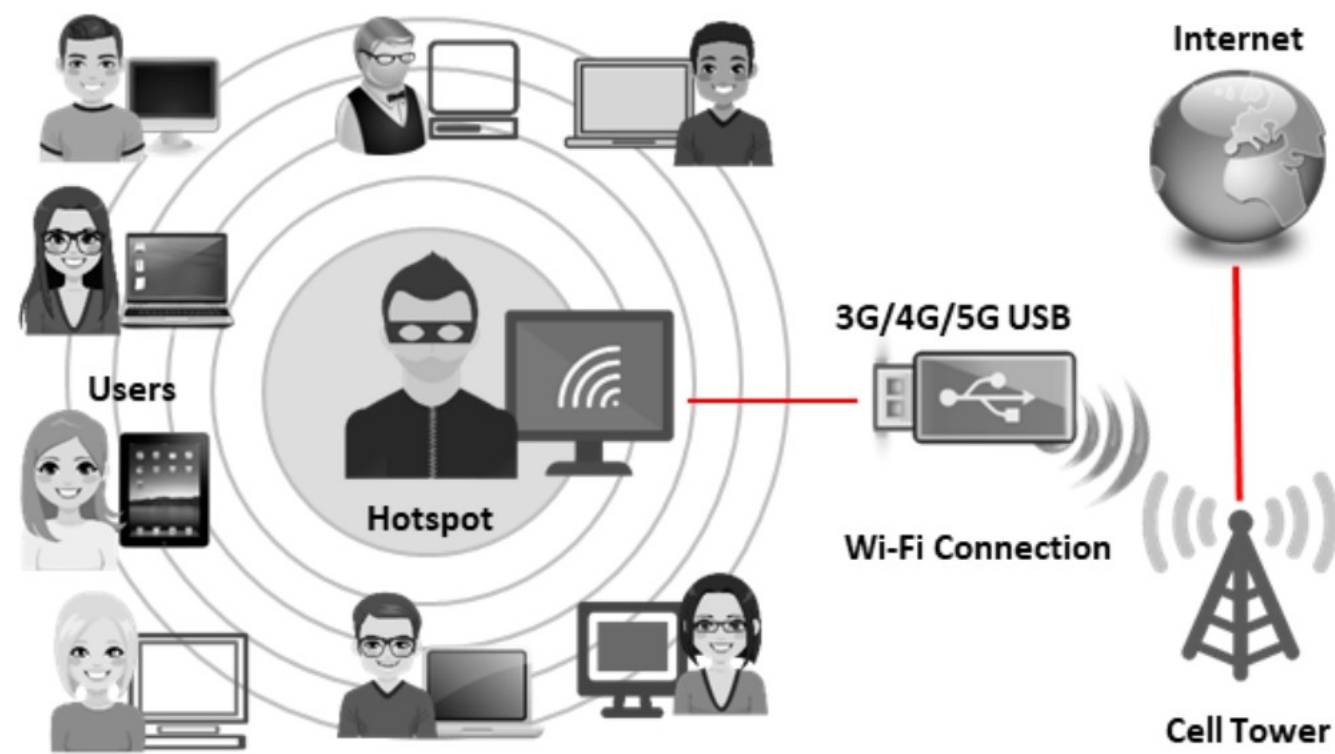 Internet
3G/4G/5G USB
Users
Hotspot
Wi-Fi Connection
Cell Tower